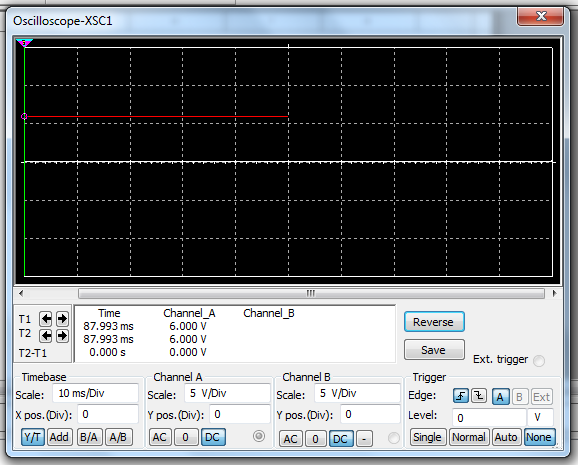 Oscilloscope-XSC1
T1
T2
T2-T1
Time Channel_A Channel_B
87.993 ms 6.000 V
87.993 ms 6.000 V
0.000 s 0.000 V
Reverse
Save
Ext. trigger
Timebase
Scale: 10 ms/Div
X pos.(Div): 0
Y/T Add B/A A/B
Channel A
Scale: 5 V/Div
Y pos.(Div): 0
AC 0 DC
Channel B
Scale: 5 V/Div
Y pos.(Div): 0
AC 0 DC -
Trigger
Edge: A B Ext
Level: 0 V
Single Normal Auto None